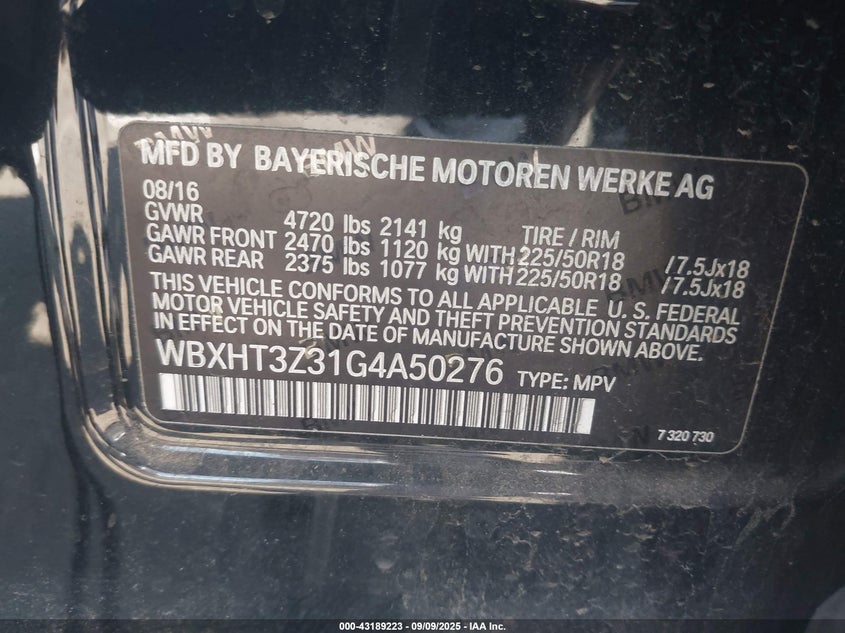 MFD BY BAYERISCHE MOTOREN WERKE AG
08/16
GVWR 4720 lbs 2141 kg TIRE / RIM
GAWR FRONT 2470 lbs 1120 kg WITH 225/50R18 /7.5Jx18
GAWR REAR 2375 lbs 1077 kg WITH 225/50R18 /7.5Jx18
THIS VEHICLE CONFORMS TO ALL APPLICABLE U. S. FEDERAL
MOTOR VEHICLE SAFETY AND THEFT PREVENTION STANDARDS
IN EFFECT ON THE DATE OF MANUFACTURE SHOWN ABOVE.
WBXHT3Z31G4A50276 TYPE: MPV
7 320 730
000-43189223 - 09/09/2025 - IAA Inc.